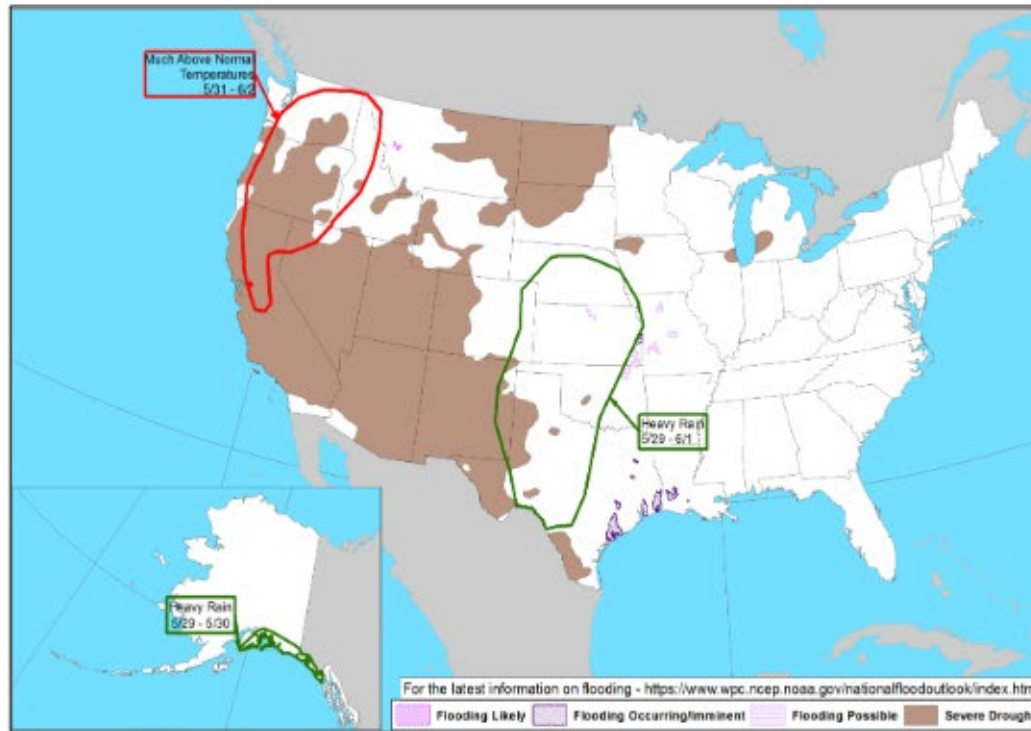 Much Above Normal
Temperatures
5/31 - 6/2
Heavy Rain
5/29 - 6/1
Heavy Rain
5/29 - 5/30
For the latest information on flooding - https://www.wpc.ncep.noaa.gov/nationalfloodoutlook/index.htm
Flooding Likely Flooding Occurring/Imminent Flooding Possible Severe Drough